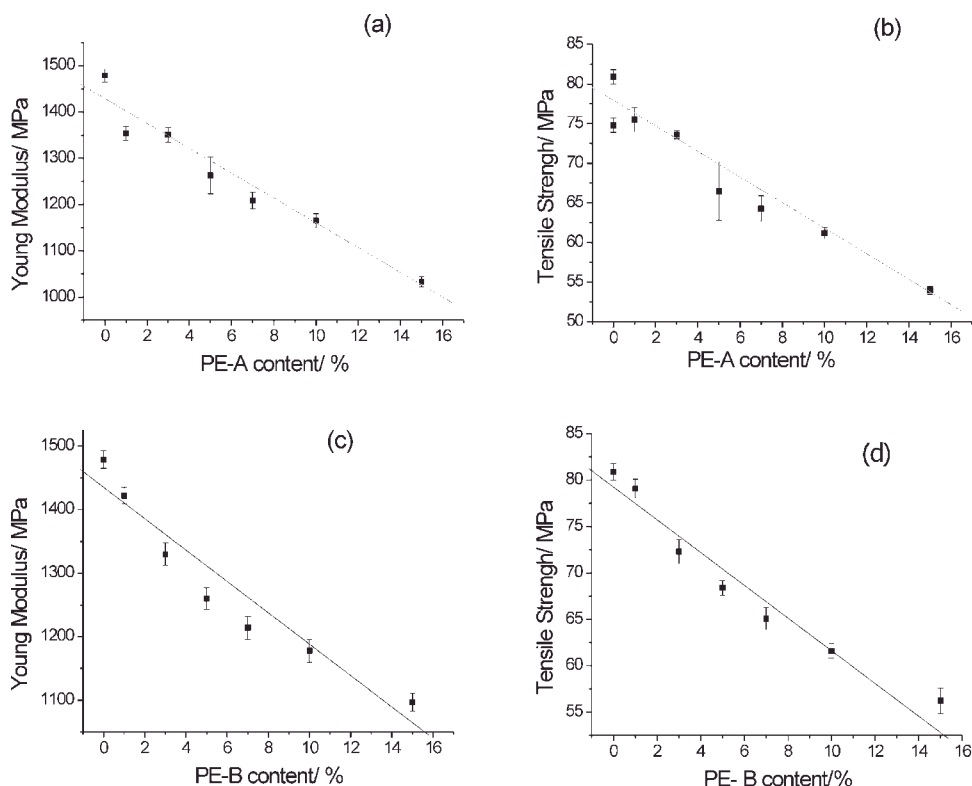 (a)
Young Modulus/ MPa
1500
1400
1300
1200
1100
1000
0 2 4 6 8 10 12 14 16
PE-A content/ %
(b)
Tensile Strengh/ MPa
85
80
75
70
65
60
55
50
0 2 4 6 8 10 12 14 16
PE-A content/ %
(c)
Young Modulus/ MPa
1500
1400
1300
1200
1100
0 2 4 6 8 10 12 14 16
PE-B content/ %
(d)
Tensile Strengh/ MPa
85
80
75
70
65
60
55
0 2 4 6 8 10 12 14 16
PE- B content/%